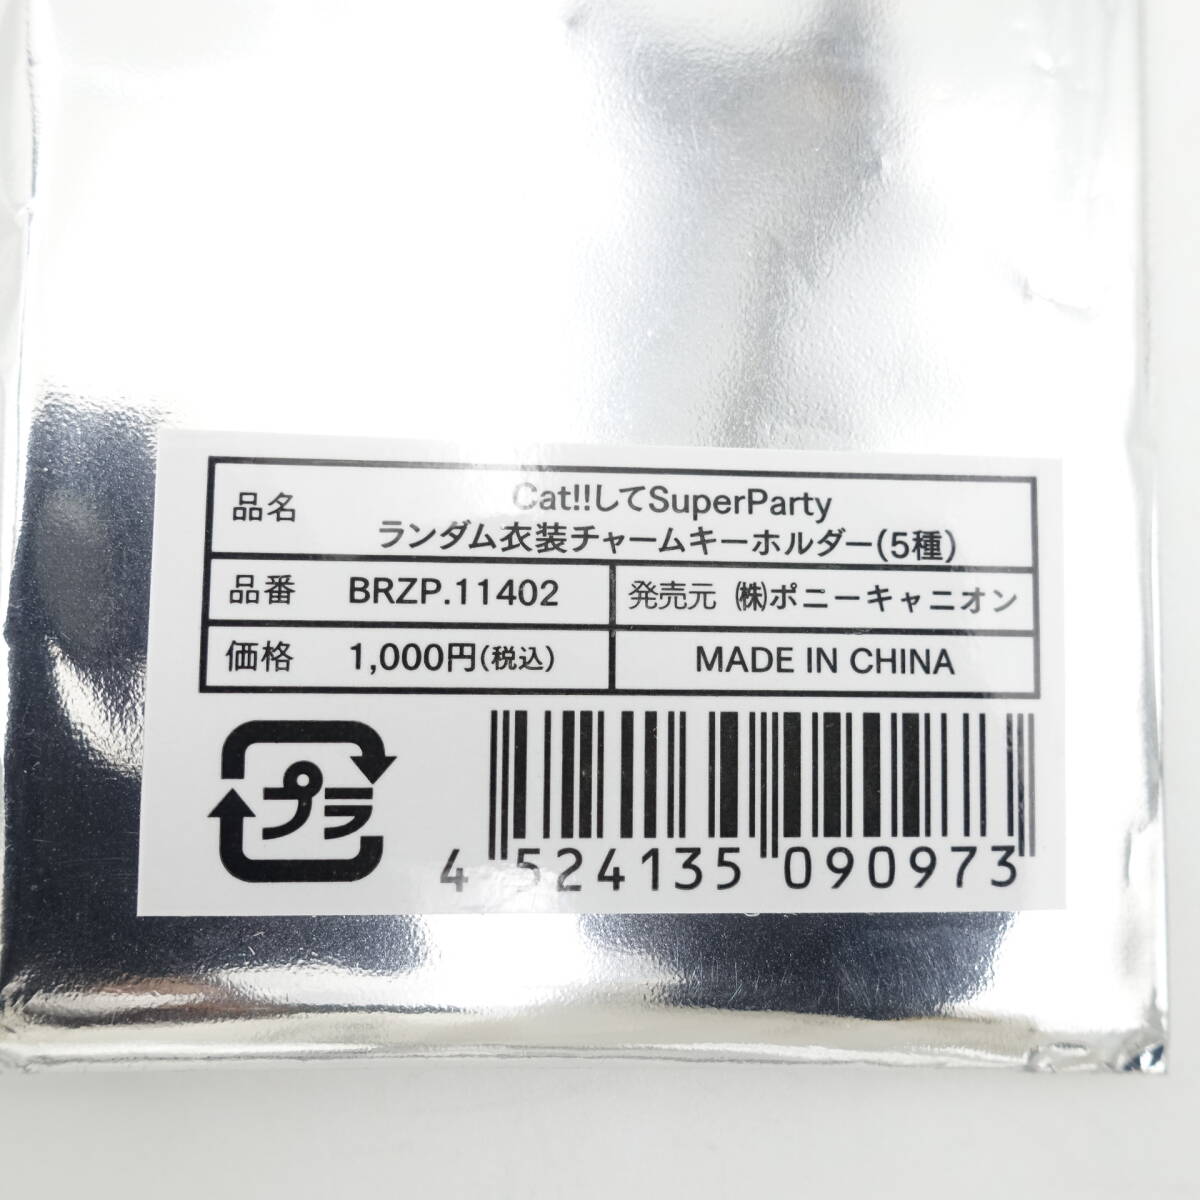 品名 Cat!!してSuperParty
ランダム衣装チャームキーホルダー(5種)
品番 BRZP.11402 発売元 ㈱ポニーキャニオン
価格 1,000円(税込) MADE IN CHINA
プラ
4 524135 090973